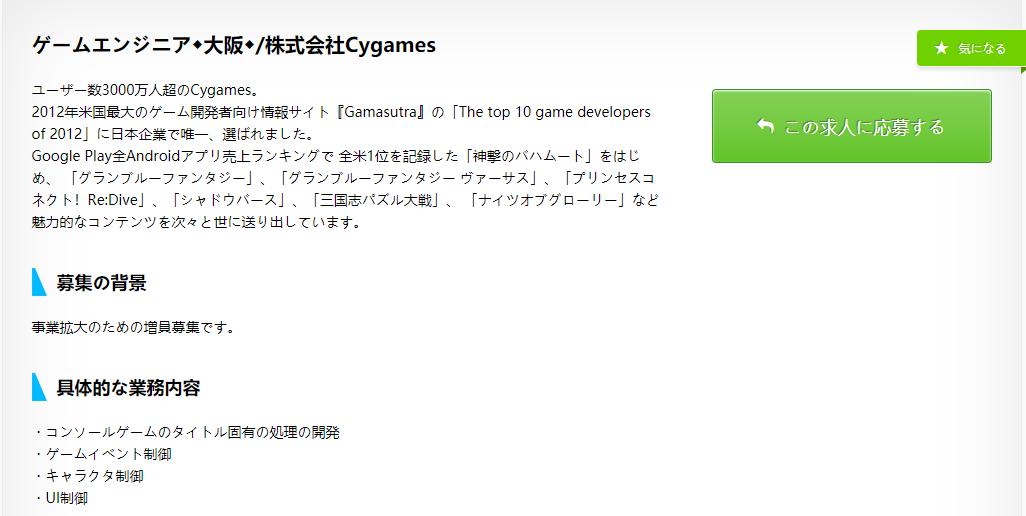 ゲームエンジニア◆大阪◆/株式会社Cygames
気になる
ユーザー数3000万人超のCygames。
2012年米国最大のゲーム開発者向け情報サイト『Gamasutra』の「The top 10 game developers
of 2012」に日本企業で唯一、選ばれました。
この求人に応募する
Google Play全Androidアプリ売上ランキングで 全米1位を記録した「神撃のバハムート」をはじ
め、 「グランブルーファンタジー」、「グランブルーファンタジー ヴァーサス」、「プリンセスコ
ネクト！Re:Dive」、「シャドウバース」、「三国志パズル大戦」、 「ナイツオブグローリー」など
魅力的なコンテンツを次々と世に送り出しています。
募集の背景
事業拡大のための増員募集です。
具体的な業務内容
・コンソールゲームのタイトル固有の処理の開発
・ゲームイベント制御
・キャラクタ制御
・UI制御